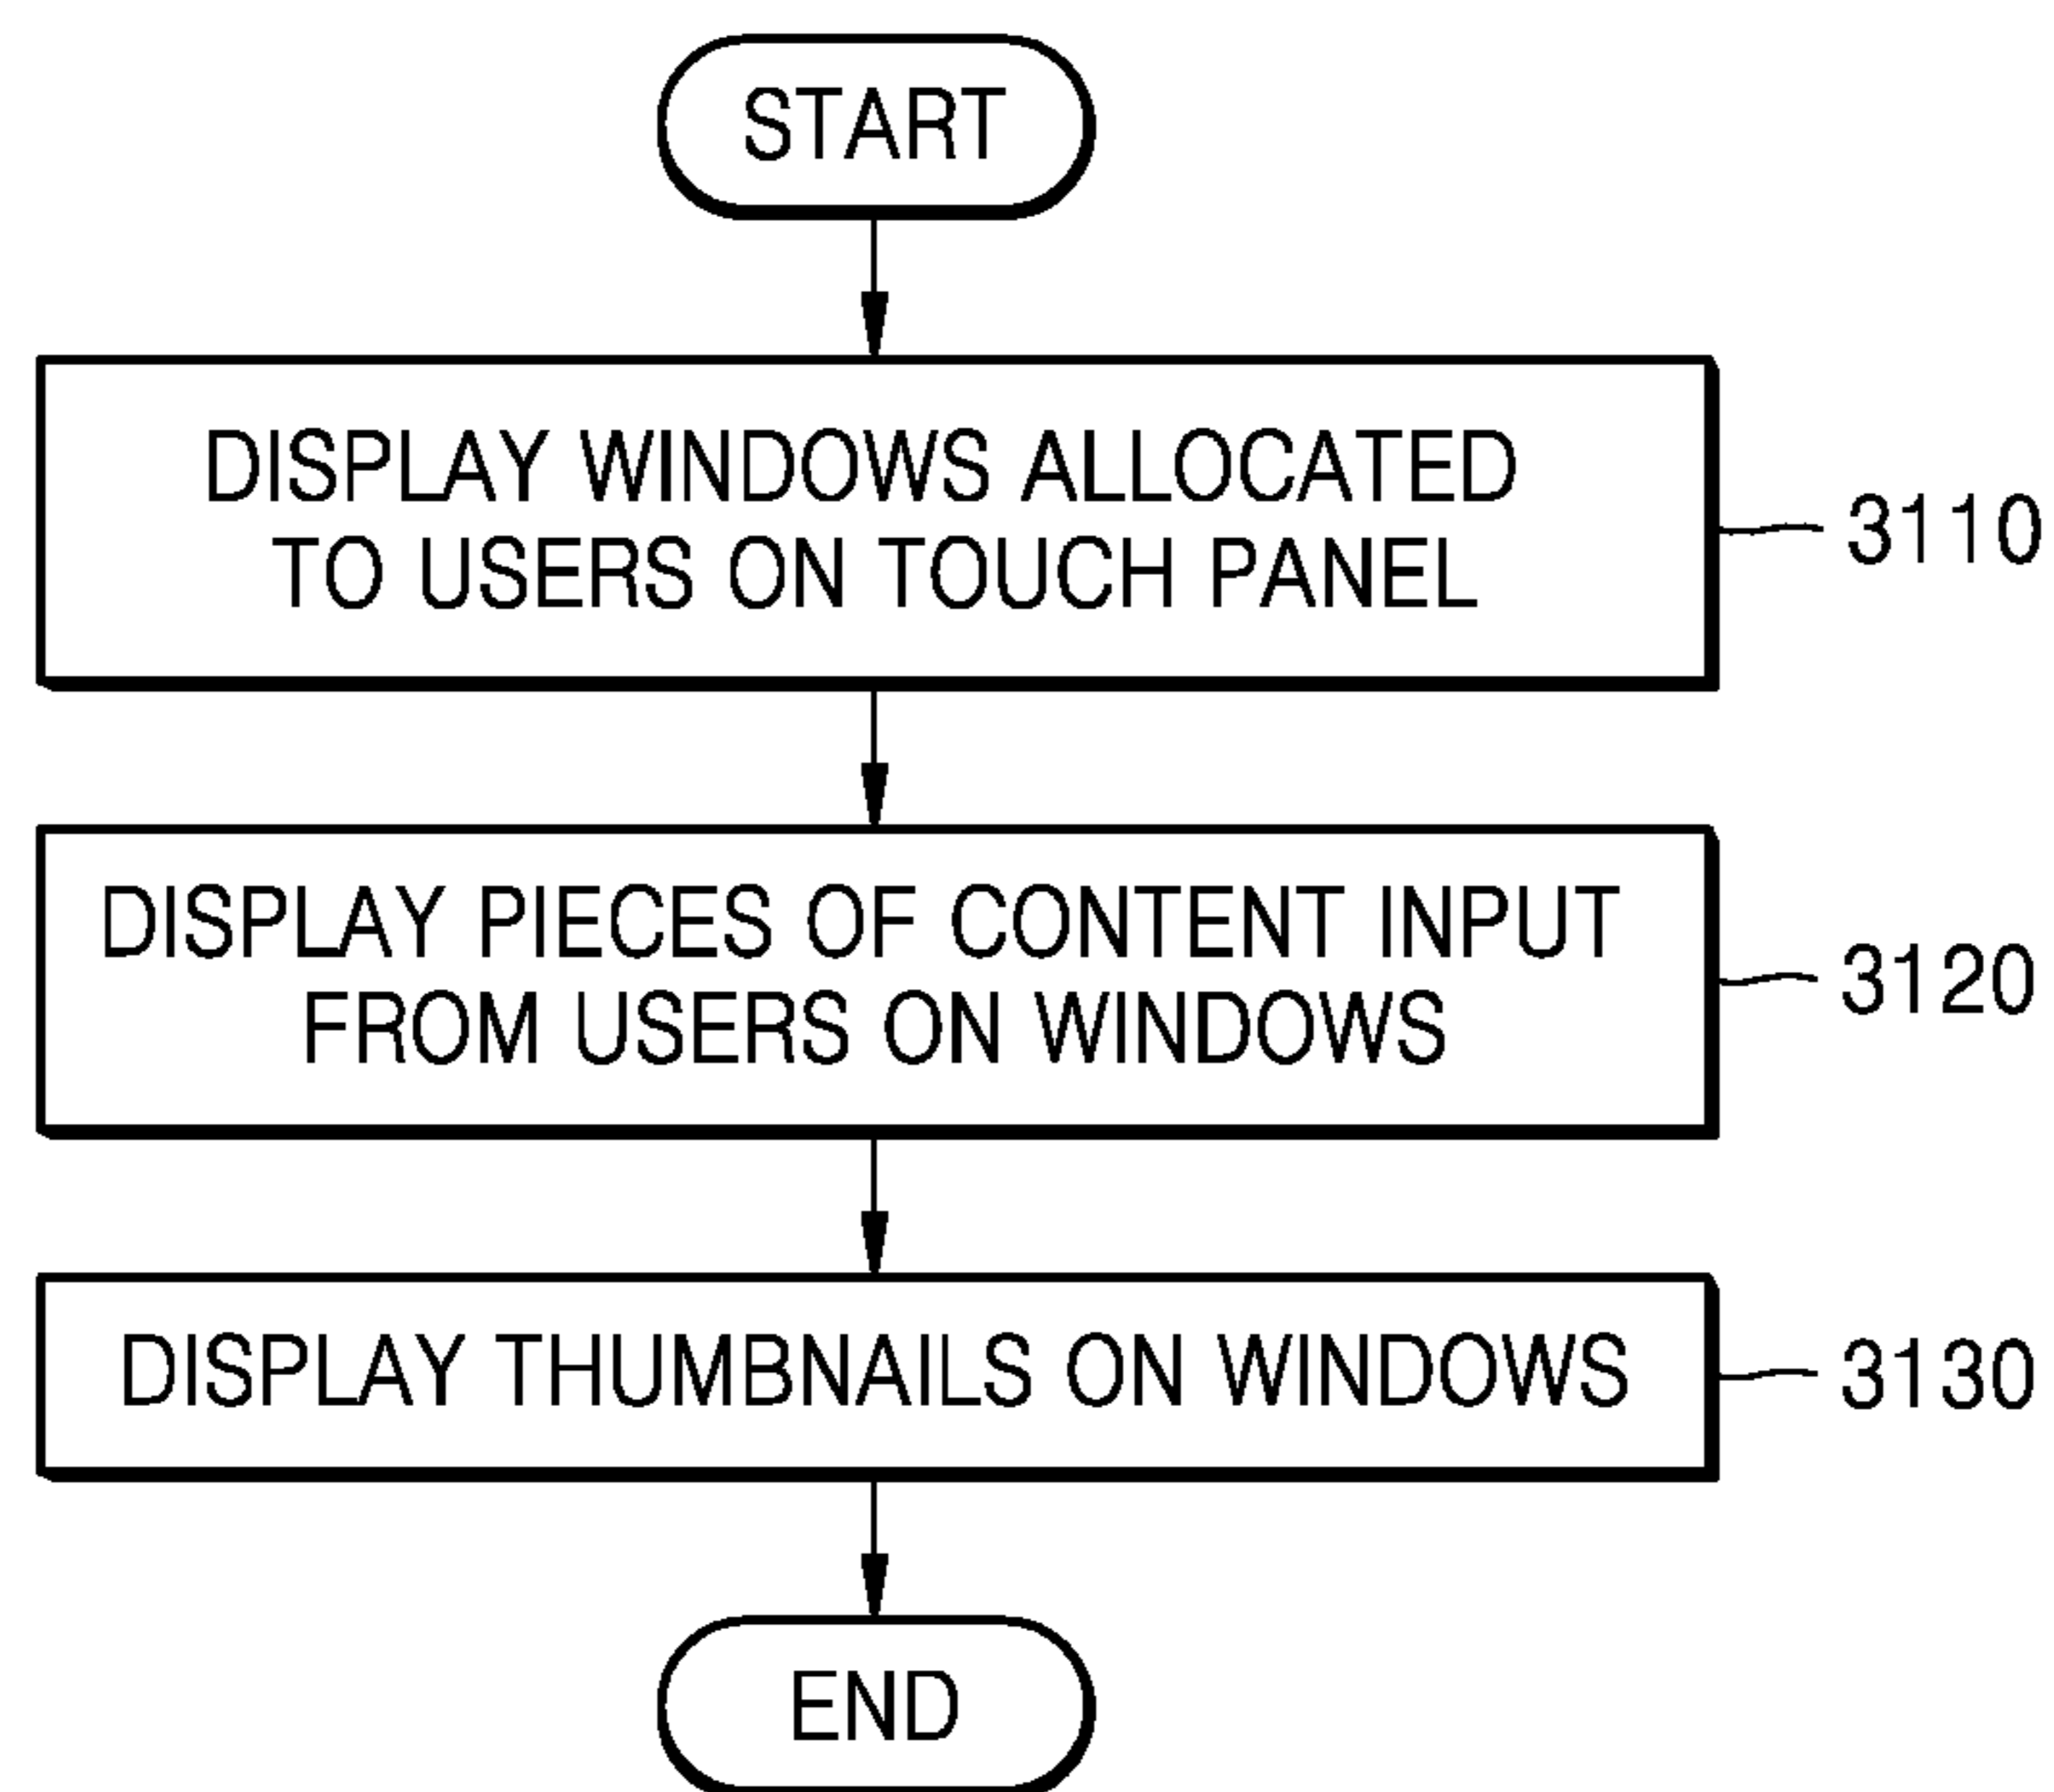 START
DISPLAY WINDOWS ALLOCATED
TO USERS ON TOUCH PANEL
3110
DISPLAY PIECES OF CONTENT INPUT
FROM USERS ON WINDOWS
3120
DISPLAY THUMBNAILS ON WINDOWS
3130
END